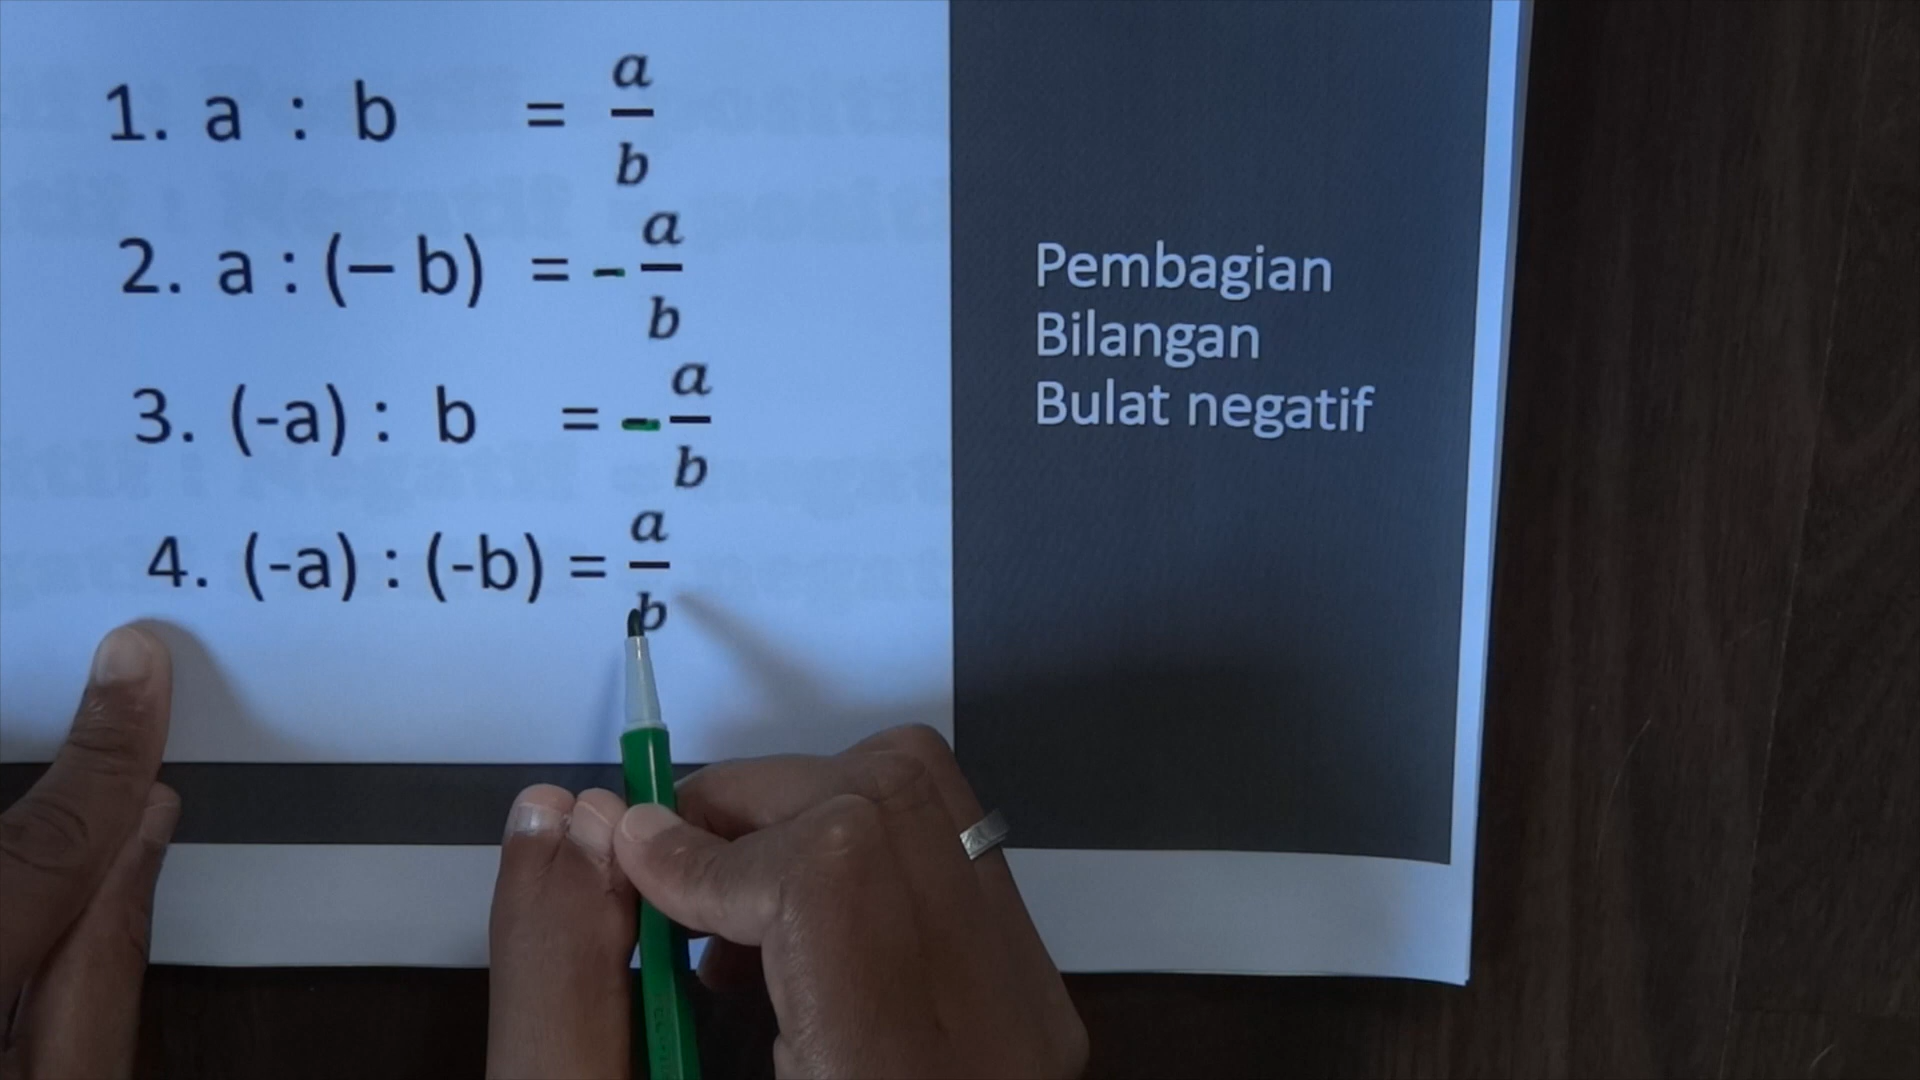 1. a : b = a/b
2. a : (– b) = - a/b
3. (-a) : b = - a/b
4. (-a) : (-b) = a/b
Pembagian
Bilangan
Bulat negatif